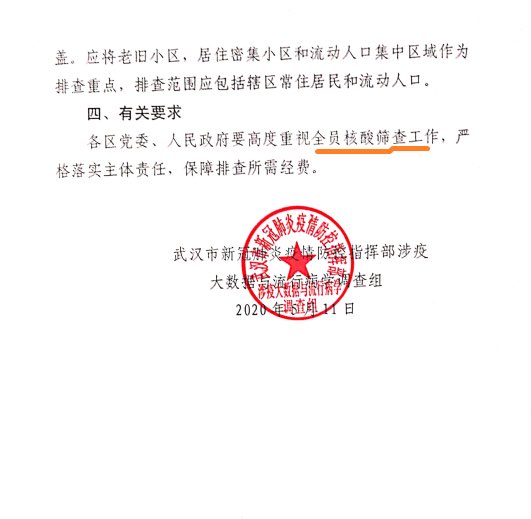 盖。应将老旧小区，居住密集小区和流动人口集中区域作为
排查重点，排查范围应包括辖区常住居民和流动人口。
四、有关要求
各区党委、人民政府要高度重视全员核酸筛查工作，严
格落实主体责任，保障排查所需经费。
武汉市新冠肺炎疫情防控指挥部涉疫
大数据与流行病学调查组
2020 年 5 月 11 日
武汉市新冠肺炎疫情防控指挥部
涉疫大数据与流行病学
调查组